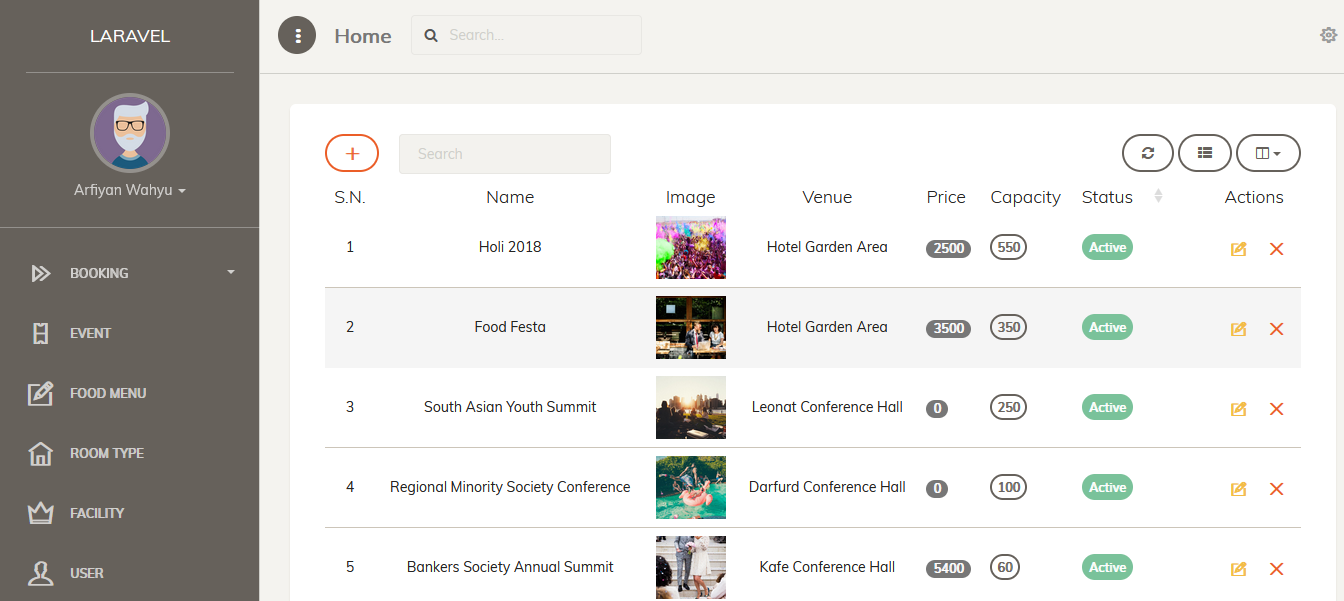 LARAVEL
Home
Search...
Arfiyan Wahyu
BOOKING
EVENT
FOOD MENU
ROOM TYPE
FACILITY
USER
Search
S.N. Name Image Venue Price Capacity Status Actions
1 Holi 2018 Hotel Garden Area 2500 550 Active
2 Food Festa Hotel Garden Area 3500 350 Active
3 South Asian Youth Summit Leonat Conference Hall 0 250 Active
4 Regional Minority Society Conference Darfurd Conference Hall 0 100 Active
5 Bankers Society Annual Summit Kafe Conference Hall 5400 60 Active